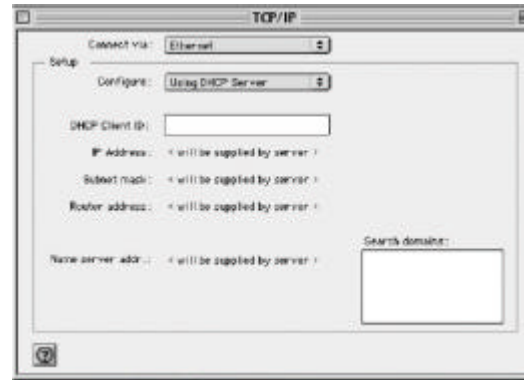 TCP/IP
Connect via: Ethernet
Setup
Configure: Using DHCP Server
DHCP Client ID:
IP Address: < will be supplied by server >
Subnet mask: < will be supplied by server >
Router address: < will be supplied by server >
Search domains:
Name server addr.: < will be supplied by server >
?